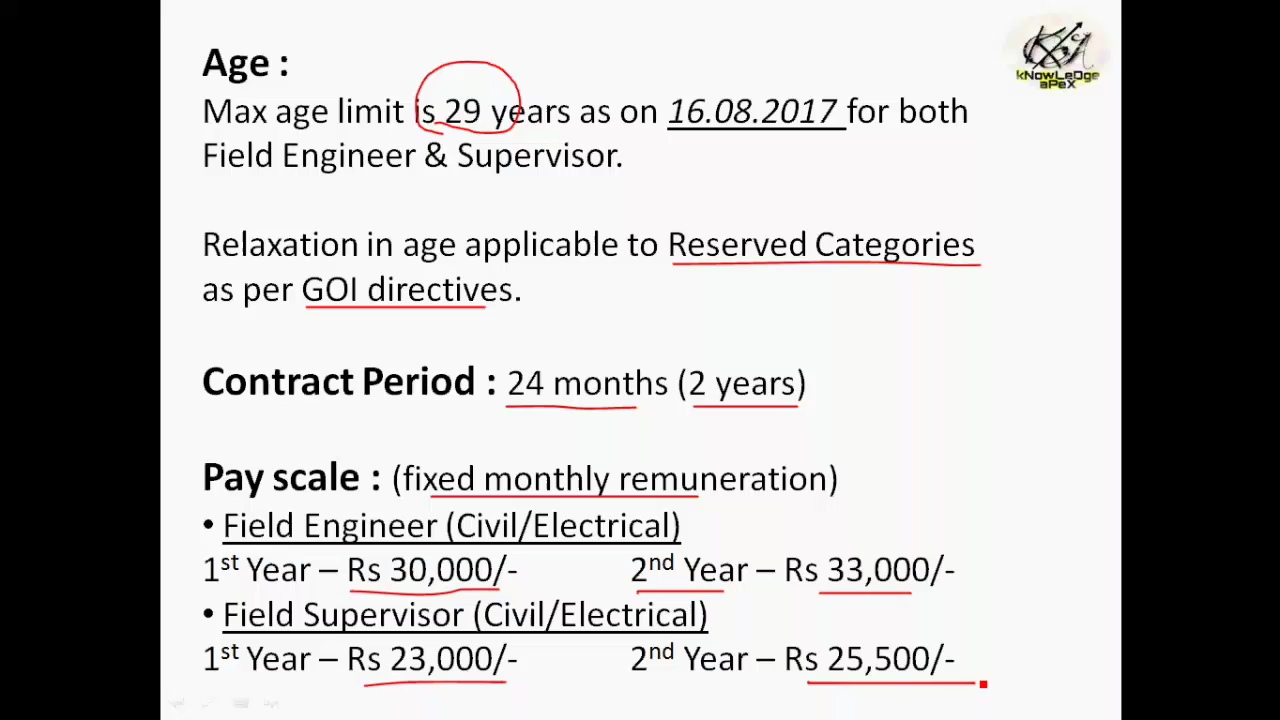 Age :
Max age limit is 29 years as on 16.08.2017 for both
Field Engineer & Supervisor.
Relaxation in age applicable to Reserved Categories
as per GOI directives.
Contract Period : 24 months (2 years)
Pay scale : (fixed monthly remuneration)
• Field Engineer (Civil/Electrical)
1st Year – Rs 30,000/- 2nd Year – Rs 33,000/-
• Field Supervisor (Civil/Electrical)
1st Year – Rs 23,000/- 2nd Year – Rs 25,500/-
kNowLeDge
aPeX